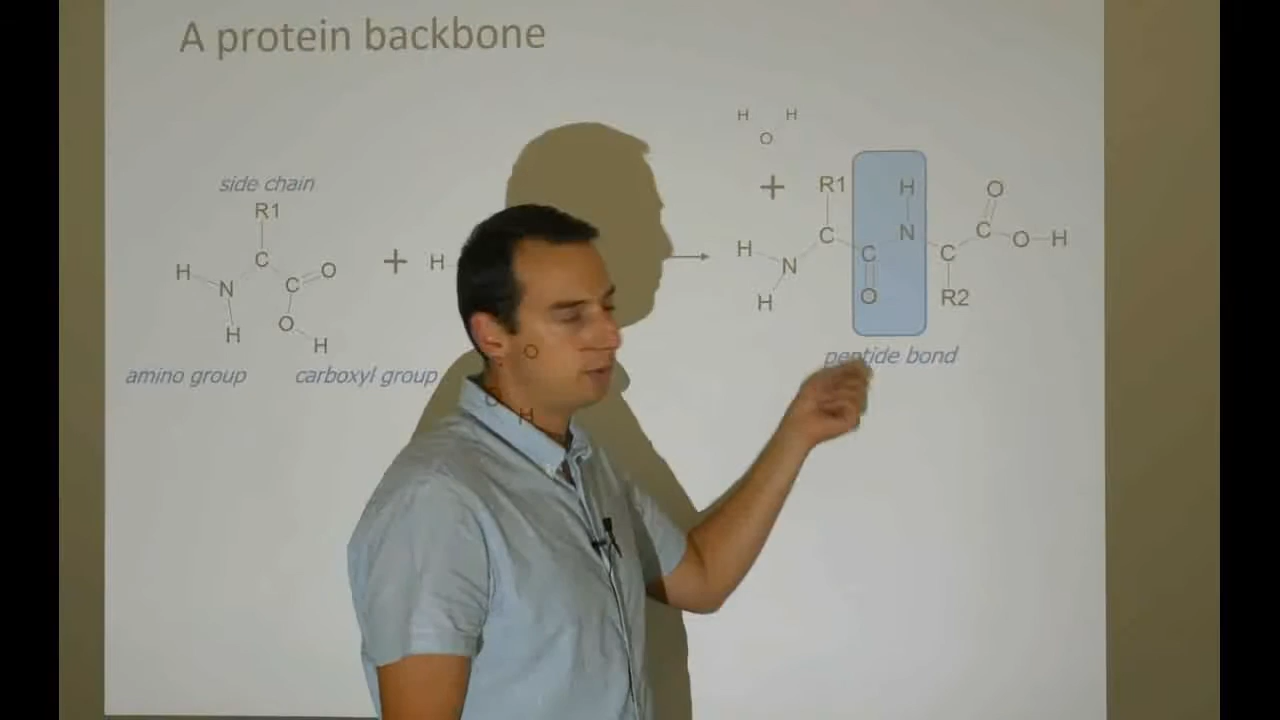 A protein backbone
side chain
R1
H
C
O
N
C
H
O
H
amino group
carboxyl group
+
H
O
O
H
H H
O
+
R1
H
O
H
C
N
C
O
H
N
C
C
H
O
R2
peptide bond